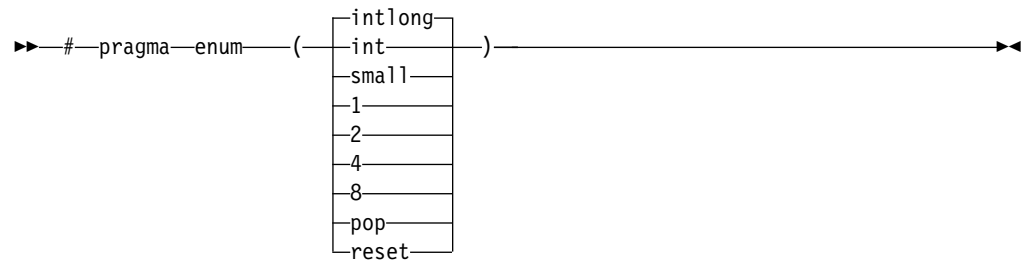 intlong
# pragma enum ( int )
small
1
2
4
8
pop
reset